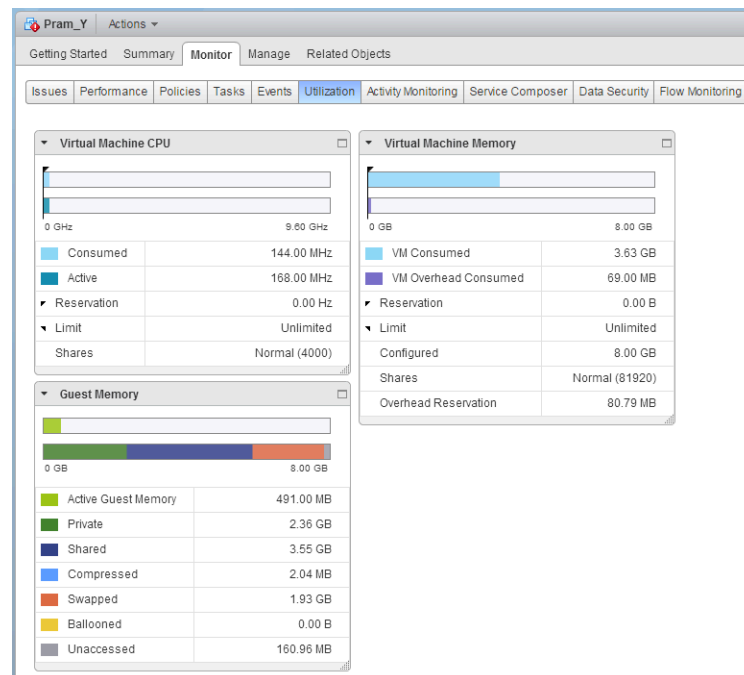 Pram_Y Actions
Getting Started Summary Monitor Manage Related Objects
Issues Performance Policies Tasks Events Utilization Activity Monitoring Service Composer Data Security Flow Monitoring
Virtual Machine CPU
0 GHz 9.60 GHz
Consumed 144.00 MHz
Active 168.00 MHz
Reservation 0.00 Hz
Limit Unlimited
Shares Normal (4000)
Virtual Machine Memory
0 GB 8.00 GB
VM Consumed 3.63 GB
VM Overhead Consumed 69.00 MB
Reservation 0.00 B
Limit Unlimited
Configured 8.00 GB
Shares Normal (81920)
Overhead Reservation 80.79 MB
Guest Memory
0 GB 8.00 GB
Active Guest Memory 491.00 MB
Private 2.36 GB
Shared 3.55 GB
Compressed 2.04 MB
Swapped 1.93 GB
Ballooned 0.00 B
Unaccessed 160.96 MB